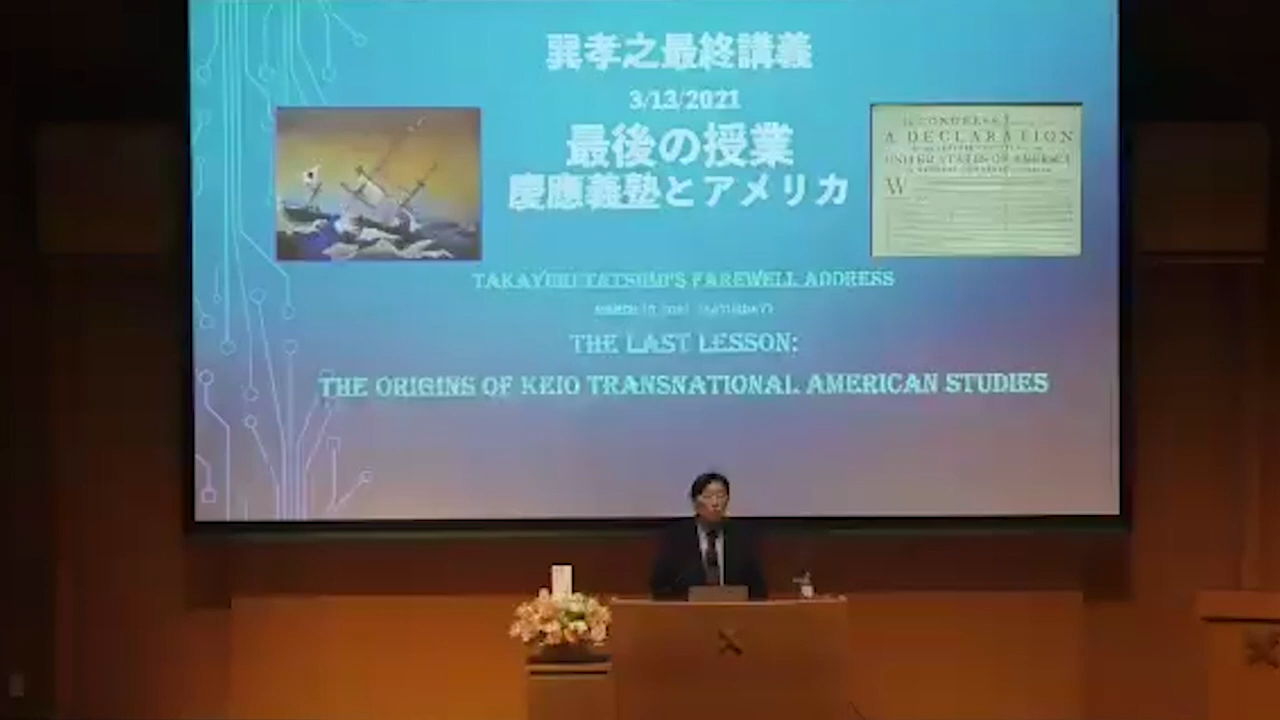 巽孝之最終講義
3/13/2021
最後の授業
慶應義塾とアメリカ
IN CONGRESS
A DECLARATION
UNITED STATES OF AMERICA
W
TAKAYUKI TATSUMI'S FAREWELL ADDRESS
THE LAST LESSON:
THE ORIGINS OF KEIO TRANSNATIONAL AMERICAN STUDIES